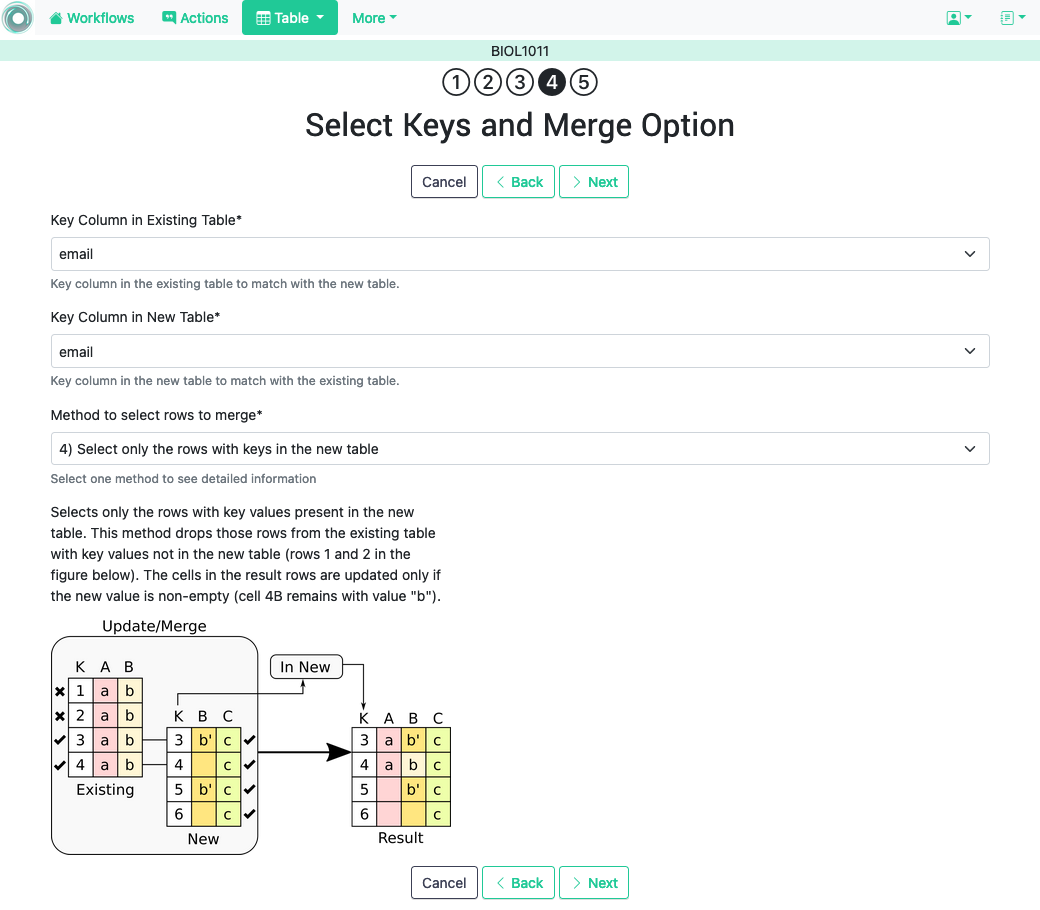 Workflows Actions Table More
BIOL1011
1 2 3 4 5
Select Keys and Merge Option
Cancel Back Next
Key Column in Existing Table*
email
Key column in the existing table to match with the new table.
Key Column in New Table*
email
Key column in the new table to match with the existing table.
Method to select rows to merge*
4) Select only the rows with keys in the new table
Select one method to see detailed information
Selects only the rows with key values present in the new
table. This method drops those rows from the existing table
with key values not in the new table (rows 1 and 2 in the
figure below). The cells in the result rows are updated only if
the new value is non-empty (cell 4B remains with value "b").
Update/Merge
K A B
1 a b
2 a b
3 a b
4 a b
Existing
K B C
3 b' c
4 c
5 b' c
6 c
New
In New
K A B C
3 a b' c
4 a b c
5 b' c
6 c
Result
Cancel Back Next